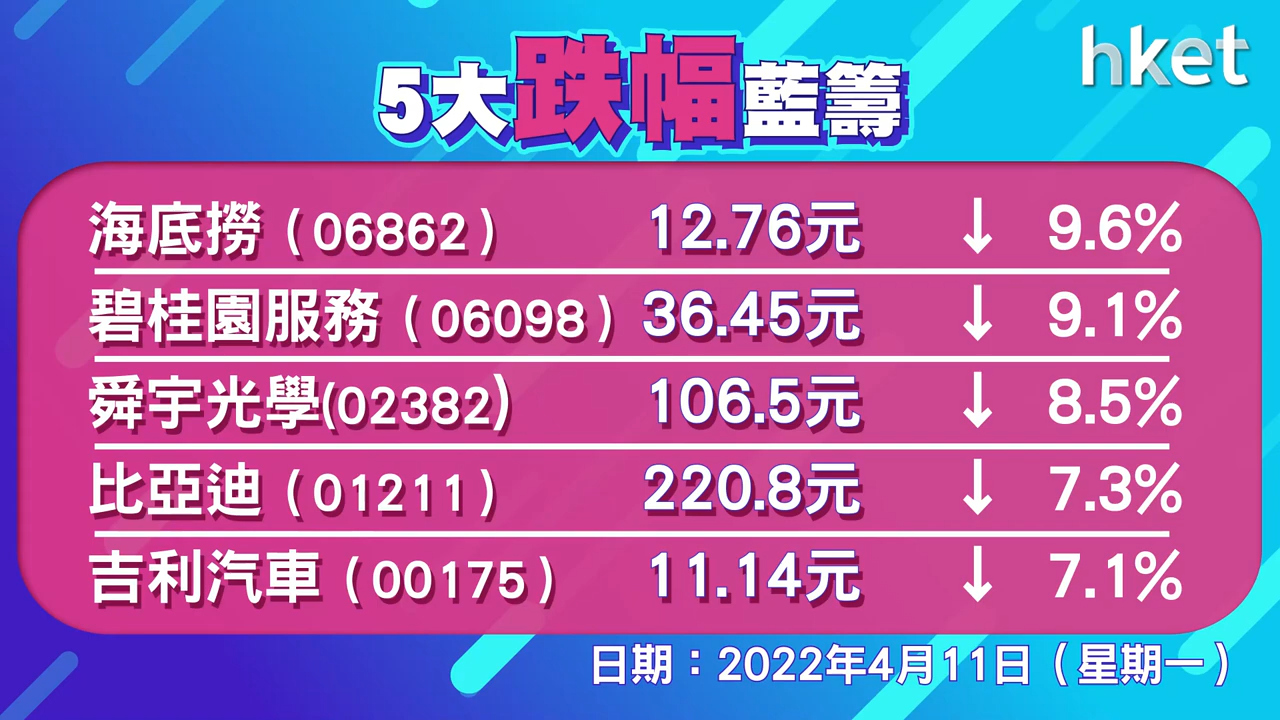 hket
5大跌幅藍籌
海底撈（06862） 12.76元 ↓ 9.6%
碧桂園服務（06098） 36.45元 ↓ 9.1%
舜宇光學(02382) 106.5元 ↓ 8.5%
比亞迪（01211） 220.8元 ↓ 7.3%
吉利汽車（00175） 11.14元 ↓ 7.1%
日期：2022年4月11日（星期一）